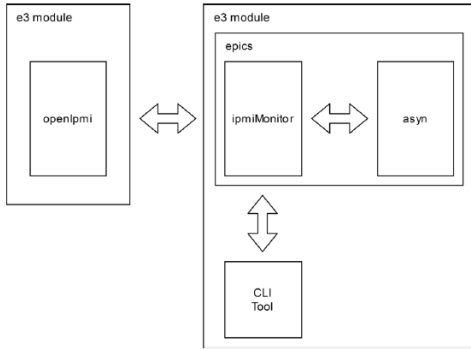 e3 module
openIpmi
e3 module
epics
ipmiMonitor
asyn
CLI
Tool